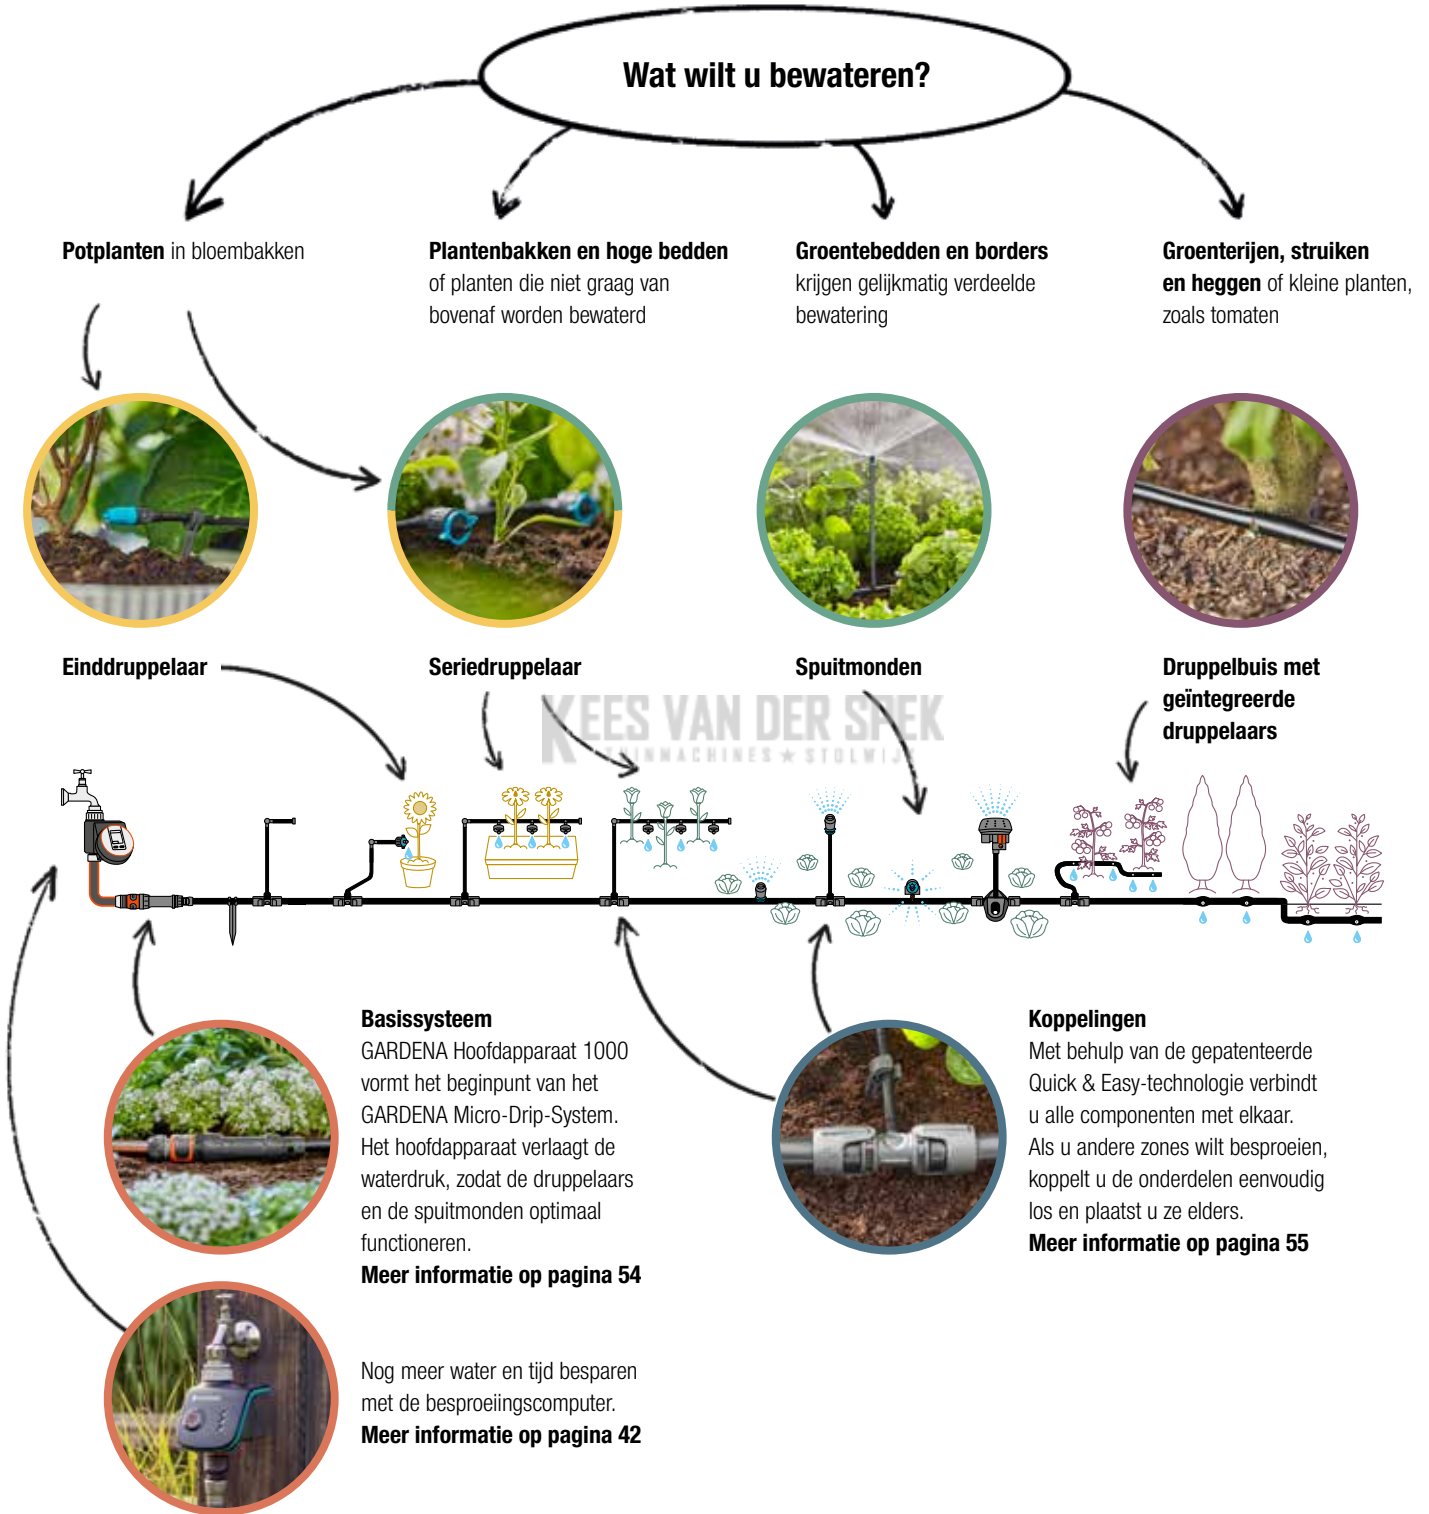 Wat wilt u bewateren?
Potplanten in bloembakken
Plantenbakken en hoge bedden
of planten die niet graag van
bovenaf worden bewaterd
Groentebedden en borders
krijgen gelijkmatig verdeelde
bewatering
Groenterijen, struiken
en heggen of kleine planten,
zoals tomaten
Einddruppelaar
Seriedruppelaar
Spuitmonden
Druppelbuis met
geïntegreerde
druppelaars
KEES VAN DER SPEK
TUINMACHINES ★ STOLWIJK
Basissysteem
GARDENA Hoofdapparaat 1000
vormt het beginpunt van het
GARDENA Micro-Drip-System.
Het hoofdapparaat verlaagt de
waterdruk, zodat de druppelaars
en de spuitmonden optimaal
functioneren.
Meer informatie op pagina 54
Koppelingen
Met behulp van de gepatenteerde
Quick & Easy-technologie verbindt
u alle componenten met elkaar.
Als u andere zones wilt besproeien,
koppelt u de onderdelen eenvoudig
los en plaatst u ze elders.
Meer informatie op pagina 55
Nog meer water en tijd besparen
met de besproeiingscomputer.
Meer informatie op pagina 42